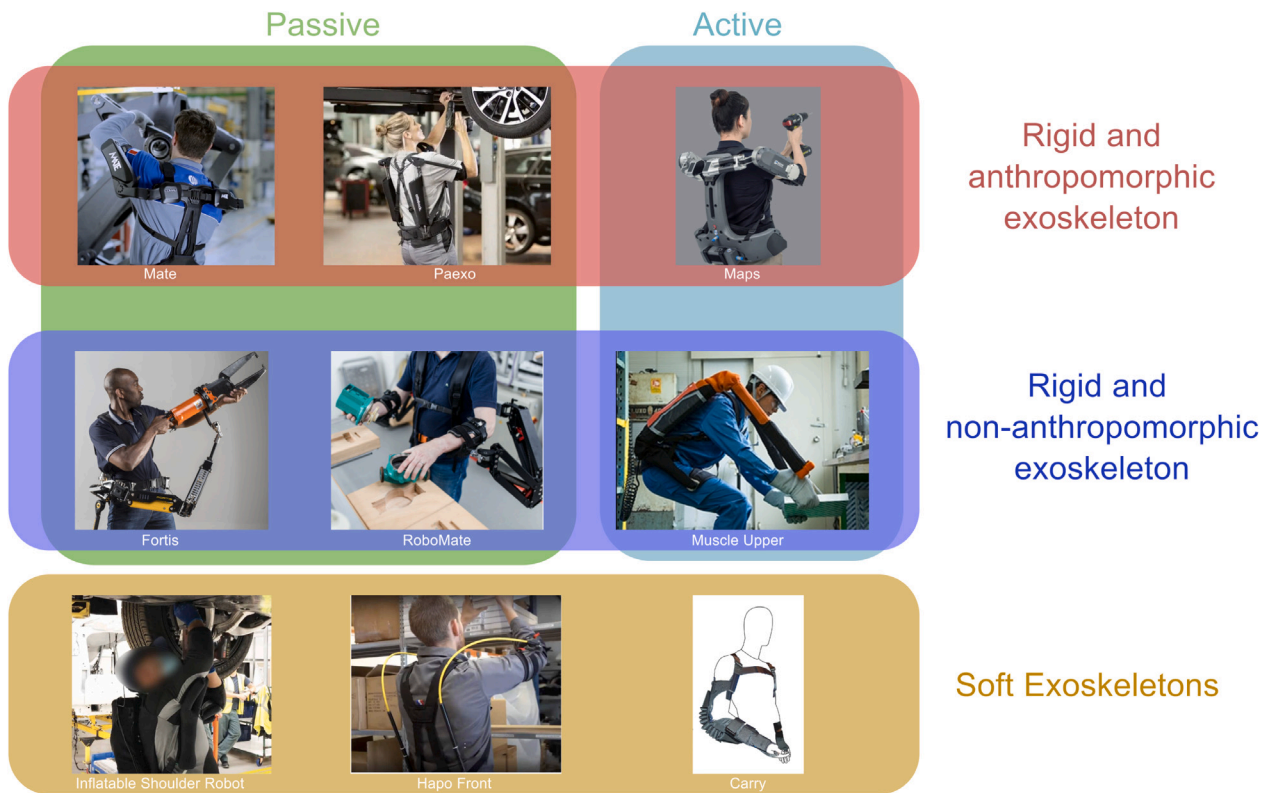 Passive
Active
Mate
Paexo
Maps
Rigid and
anthropomorphic
exoskeleton
Fortis
RoboMate
Muscle Upper
Rigid and
non-anthropomorphic
exoskeleton
Inflatable Shoulder Robot
Hapo Front
Carry
Soft Exoskeletons